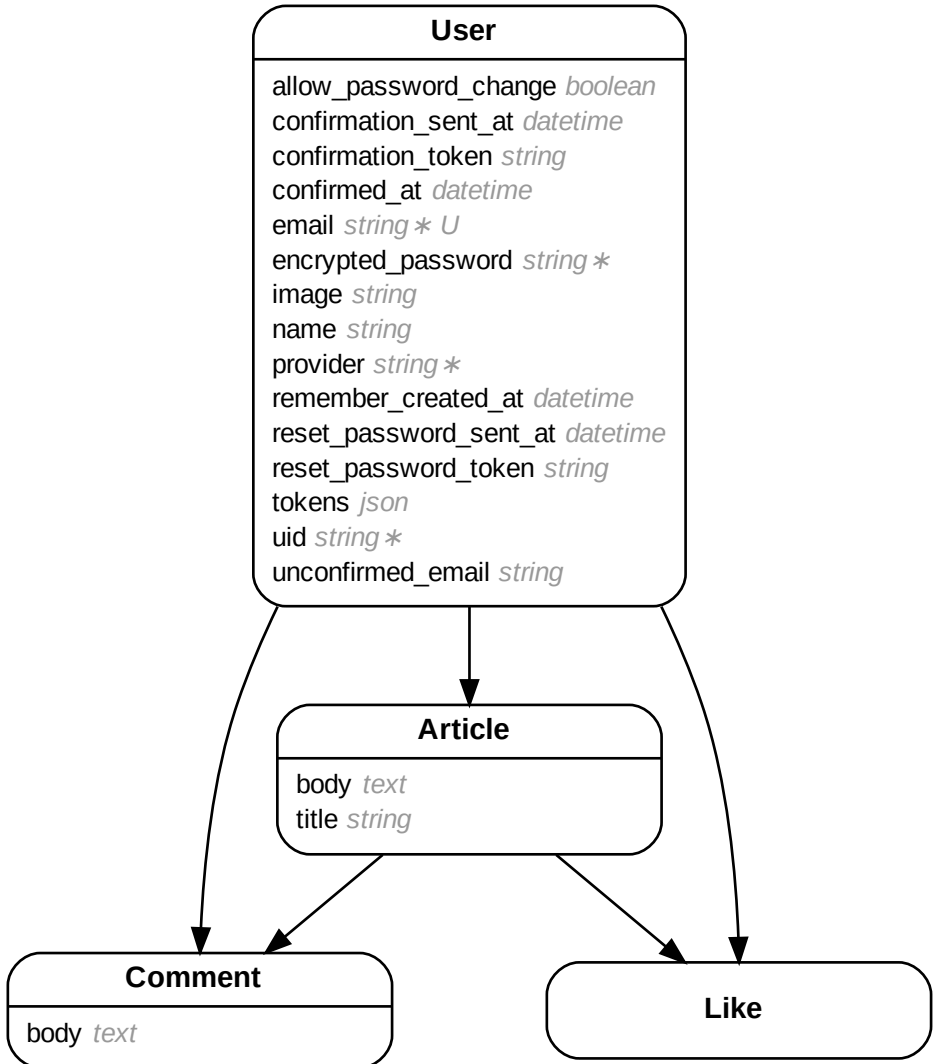 User
allow_password_change boolean
confirmation_sent_at datetime
confirmation_token string
confirmed_at datetime
email string∗ U
encrypted_password string∗
image string
name string
provider string∗
remember_created_at datetime
reset_password_sent_at datetime
reset_password_token string
tokens json
uid string∗
unconfirmed_email string
Article
body text
title string
Comment
body text
Like